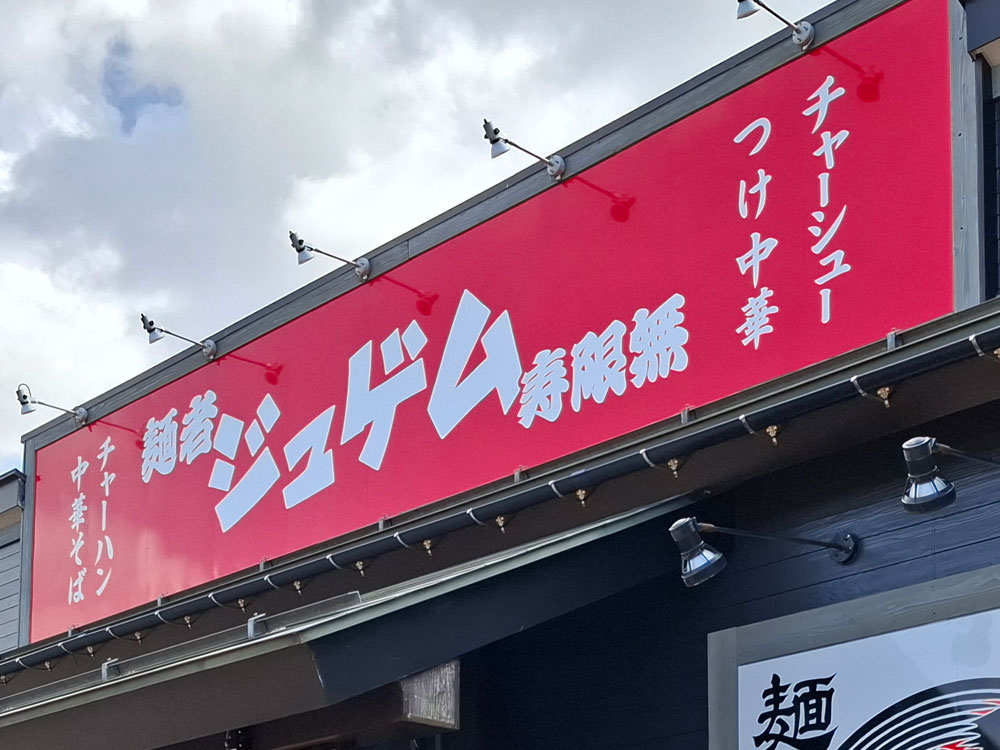 チャーシュー
つけ中華
麺者ジュゲム寿限無
チャーハン
中華そば
麺